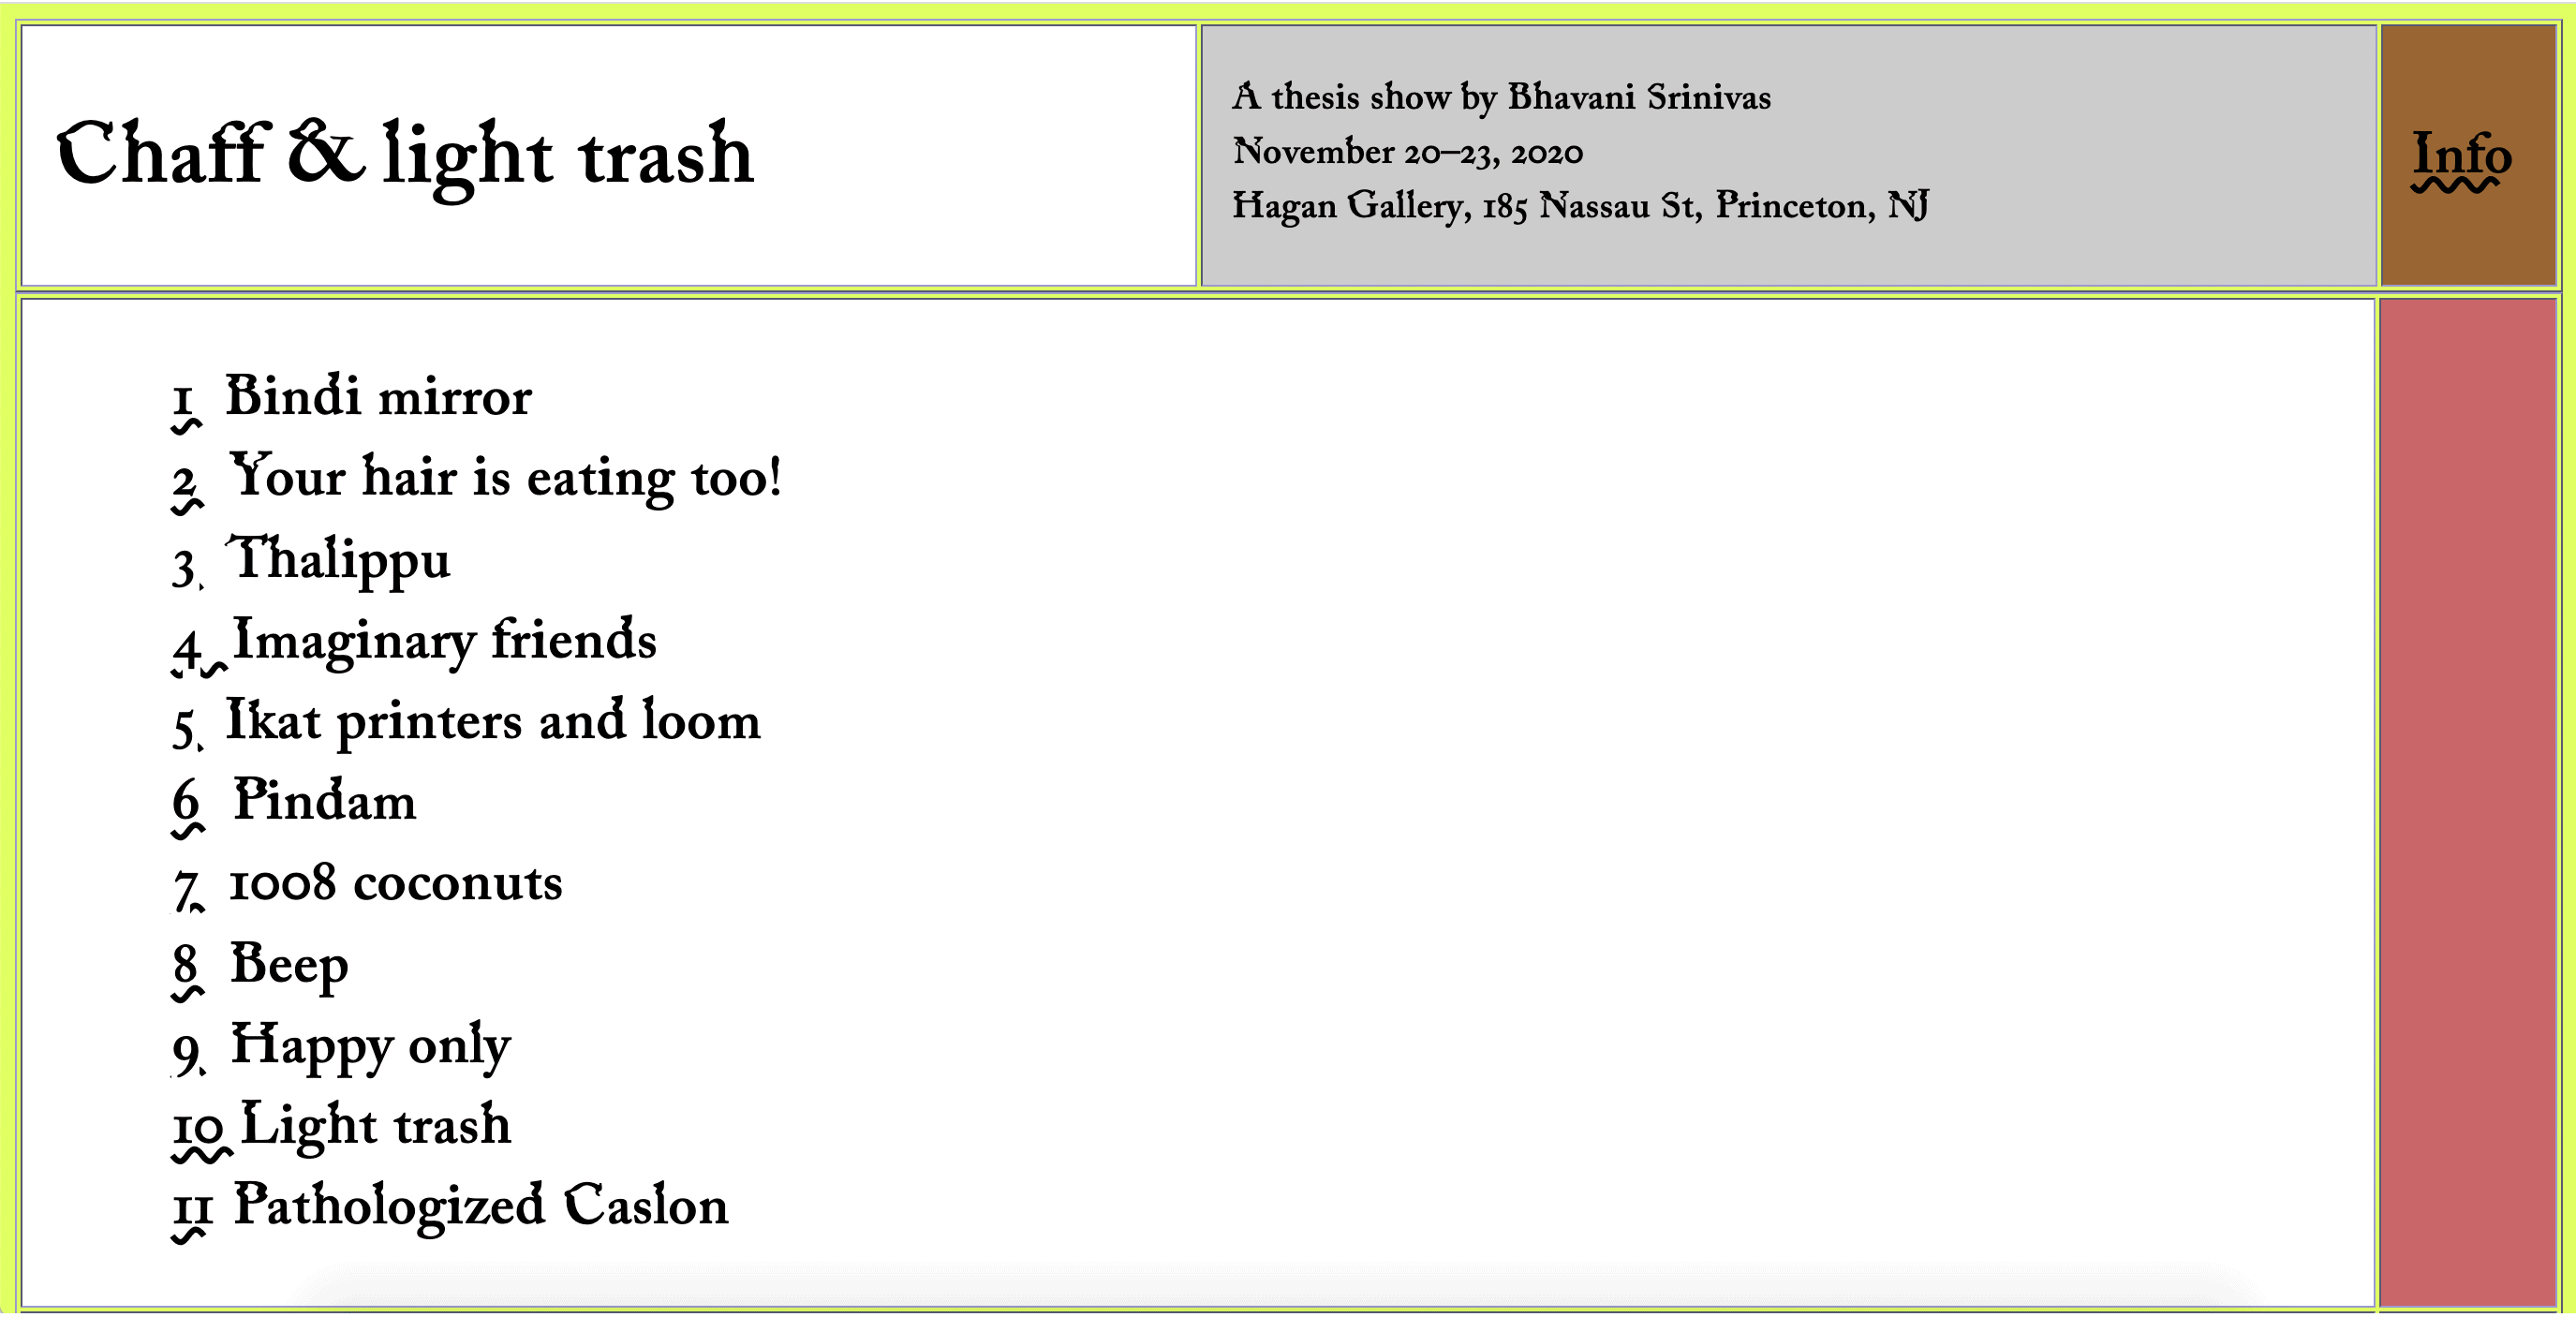 Chaff & light trash
A thesis show by Bhavani Srinivas
November 20–23, 2020
Hagan Gallery, 185 Nassau St, Princeton, NJ
Info
1 Bindi mirror
2 Your hair is eating too!
3 Thalippu
4 Imaginary friends
5 Ikat printers and loom
6 Pindam
7 1008 coconuts
8 Beep
9 Happy only
10 Light trash
11 Pathologized Caslon